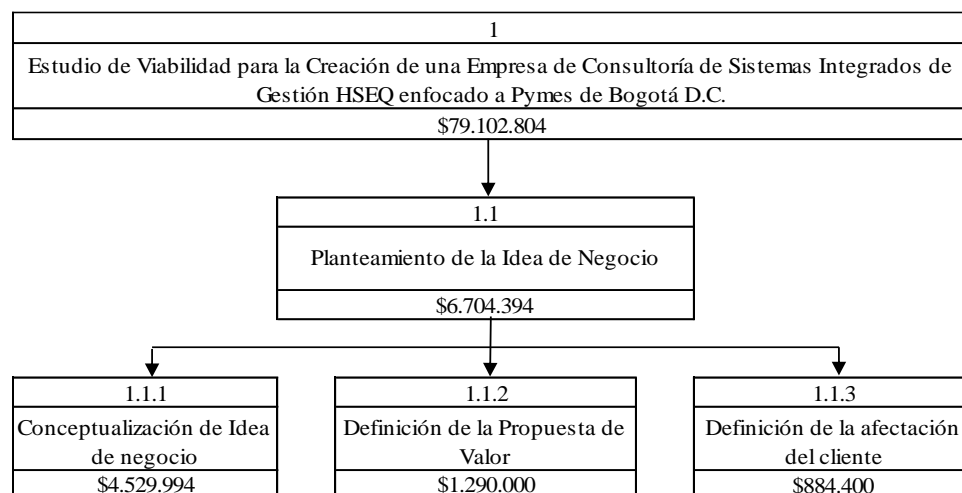 1
Estudio de Viabilidad para la Creación de una Empresa de Consultoría de Sistemas Integrados de
Gestión HSEQ enfocado a Pymes de Bogotá D.C.
$79.102.804
1.1
Planteamiento de la Idea de Negocio
$6.704.394
1.1.1
Conceptualización de Idea
de negocio
$4.529.994
1.1.2
Definición de la Propuesta de
Valor
$1.290.000
1.1.3
Definición de la afectación
del cliente
$884.400